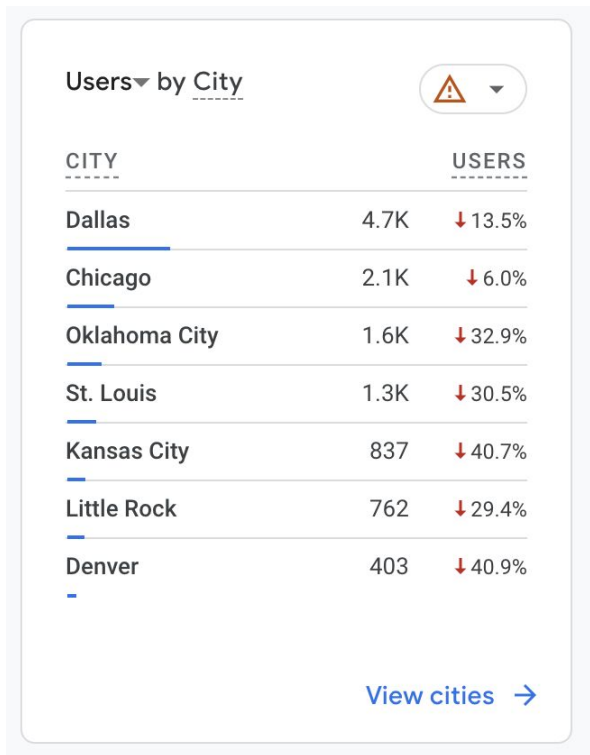 Users by City
CITY USERS
Dallas 4.7K ↓13.5%
Chicago 2.1K ↓6.0%
Oklahoma City 1.6K ↓32.9%
St. Louis 1.3K ↓30.5%
Kansas City 837 ↓40.7%
Little Rock 762 ↓29.4%
Denver 403 ↓40.9%
View cities →